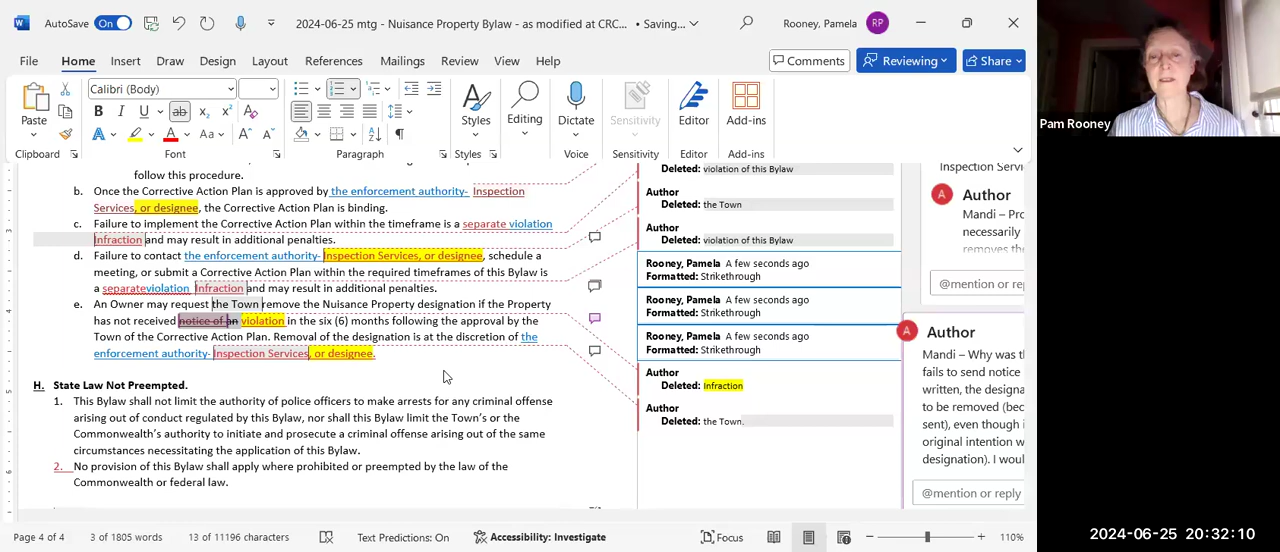 AutoSave On 2024-06-25 mtg - Nuisance Property Bylaw - as modified at CRC... • Saving... Rooney, Pamela RP
File Home Insert Draw Design Layout References Mailings Review View Help Comments Reviewing Share
Calibri (Body)
Paste B I U ab x₂ x² Styles Editing Dictate Sensitivity Editor Add-ins
A A Aa A A
Clipboard Font Paragraph Styles Voice Sensitivity Editor Add-ins
follow this procedure.
b. Once the Corrective Action Plan is approved by the enforcement authority- Inspection
Services, or designee, the Corrective Action Plan is binding.
c. Failure to implement the Corrective Action Plan within the timeframe is a separate violation
Infraction and may result in additional penalties.
d. Failure to contact the enforcement authority- Inspection Services, or designee, schedule a
meeting, or submit a Corrective Action Plan within the required timeframes of this Bylaw is
a separateviolation Infraction and may result in additional penalties.
e. An Owner may request the Town remove the Nuisance Property designation if the Property
has not received notice of an violation in the six (6) months following the approval by the
Town of the Corrective Action Plan. Removal of the designation is at the discretion of the
enforcement authority- Inspection Services, or designee.
H. State Law Not Preempted.
1. This Bylaw shall not limit the authority of police officers to make arrests for any criminal offense
arising out of conduct regulated by this Bylaw, nor shall this Bylaw limit the Town's or the
Commonwealth's authority to initiate and prosecute a criminal offense arising out of the same
circumstances necessitating the application of this Bylaw.
2. No provision of this Bylaw shall apply where prohibited or preempted by the law of the
Commonwealth or federal law.
Deleted: violation of this Bylaw
Author
Deleted: the Town
Author
Deleted: violation of this Bylaw
Rooney, Pamela A few seconds ago
Formatted: Strikethrough
Rooney, Pamela A few seconds ago
Formatted: Strikethrough
Rooney, Pamela A few seconds ago
Formatted: Strikethrough
Author
Deleted: Infraction
Author
Deleted: the Town.
Inspection Servic
A Author
Mandi – Pro
necessarily
removes the
@mention or reply
A Author
Mandi – Why was th
fails to send notice
written, the designa
to be removed (bec
sent), even though i
original intention w
designation). I woul
@mention or reply
3
4
5
6
Page 4 of 4 3 of 1805 words 13 of 11196 characters Text Predictions: On Accessibility: Investigate Focus 110%
Pam Rooney
2024-06-25 20:32:10